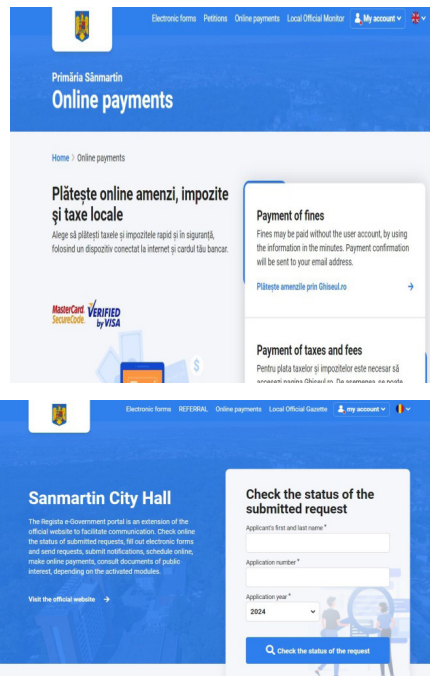 Electronic forms Petitions Online payments Local Official Monitor My account
Primăria Sânmartin
Online payments
Home > Online payments
Plătește online amenzi, impozite
și taxe locale
Alege să plătești taxele și impozitele rapid și în siguranță,
folosind un dispozitiv conectat la internet și cardul tău bancar.
MasterCard. VERIFIED
SecureCode. by VISA
Payment of fines
Fines may be paid without the user account, by using
the information in the minutes. Payment confirmation
will be sent to your email address.
Plătește amenzile prin Ghiseul.ro →
Payment of taxes and fees
Pentru plata taxelor și impozitelor este necesar să
accesezi pagina Ghiseul.ro. De asemenea, se poate
Electronic forms REFERRAL Online payments Local Official Gazette my account
Sanmartin City Hall
The Regista e-Government portal is an extension of the
official website to facilitate communication. Check online
the status of submitted requests, fill out electronic forms
and send requests, submit notifications, schedule online,
make online payments, consult documents of public
interest, depending on the activated modules.
Visit the official website →
Check the status of the
submitted request
Applicant's first and last name *
Application number *
Application year *
2024
Check the status of the request